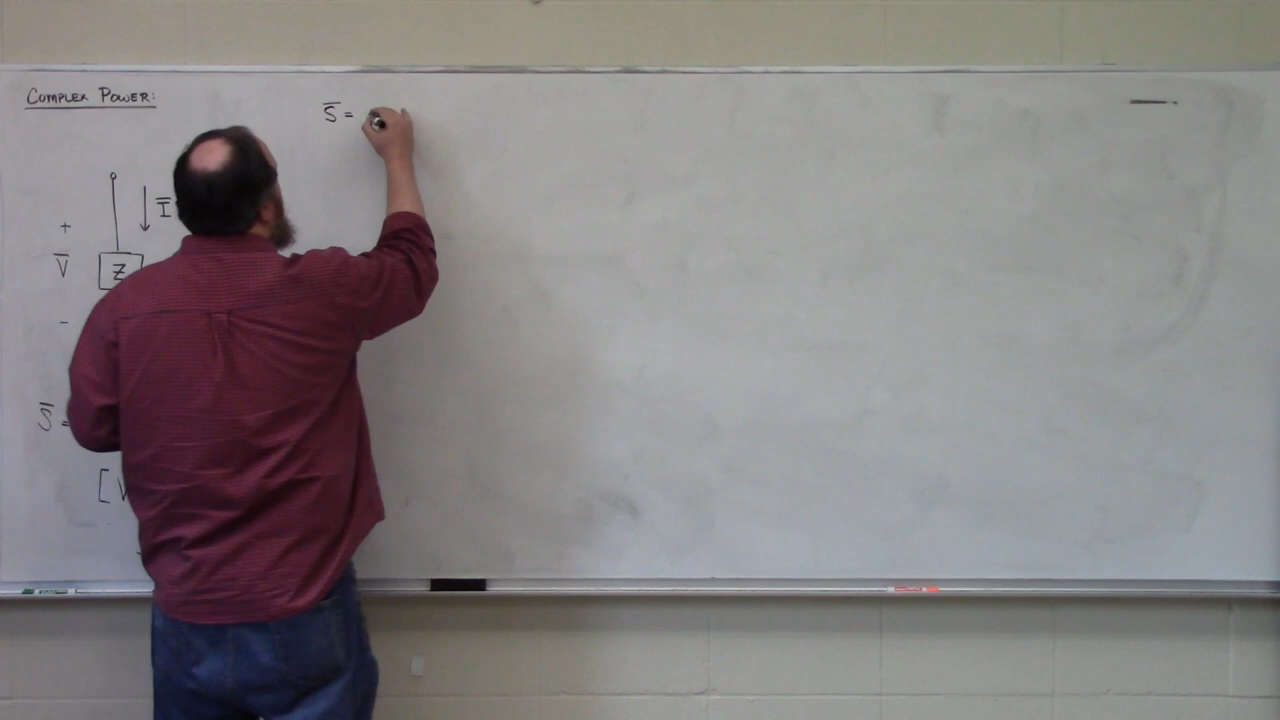 COMPLEX POWER:
S̅ =
I̅
+
V̅
Z
-
S̅ =
[V